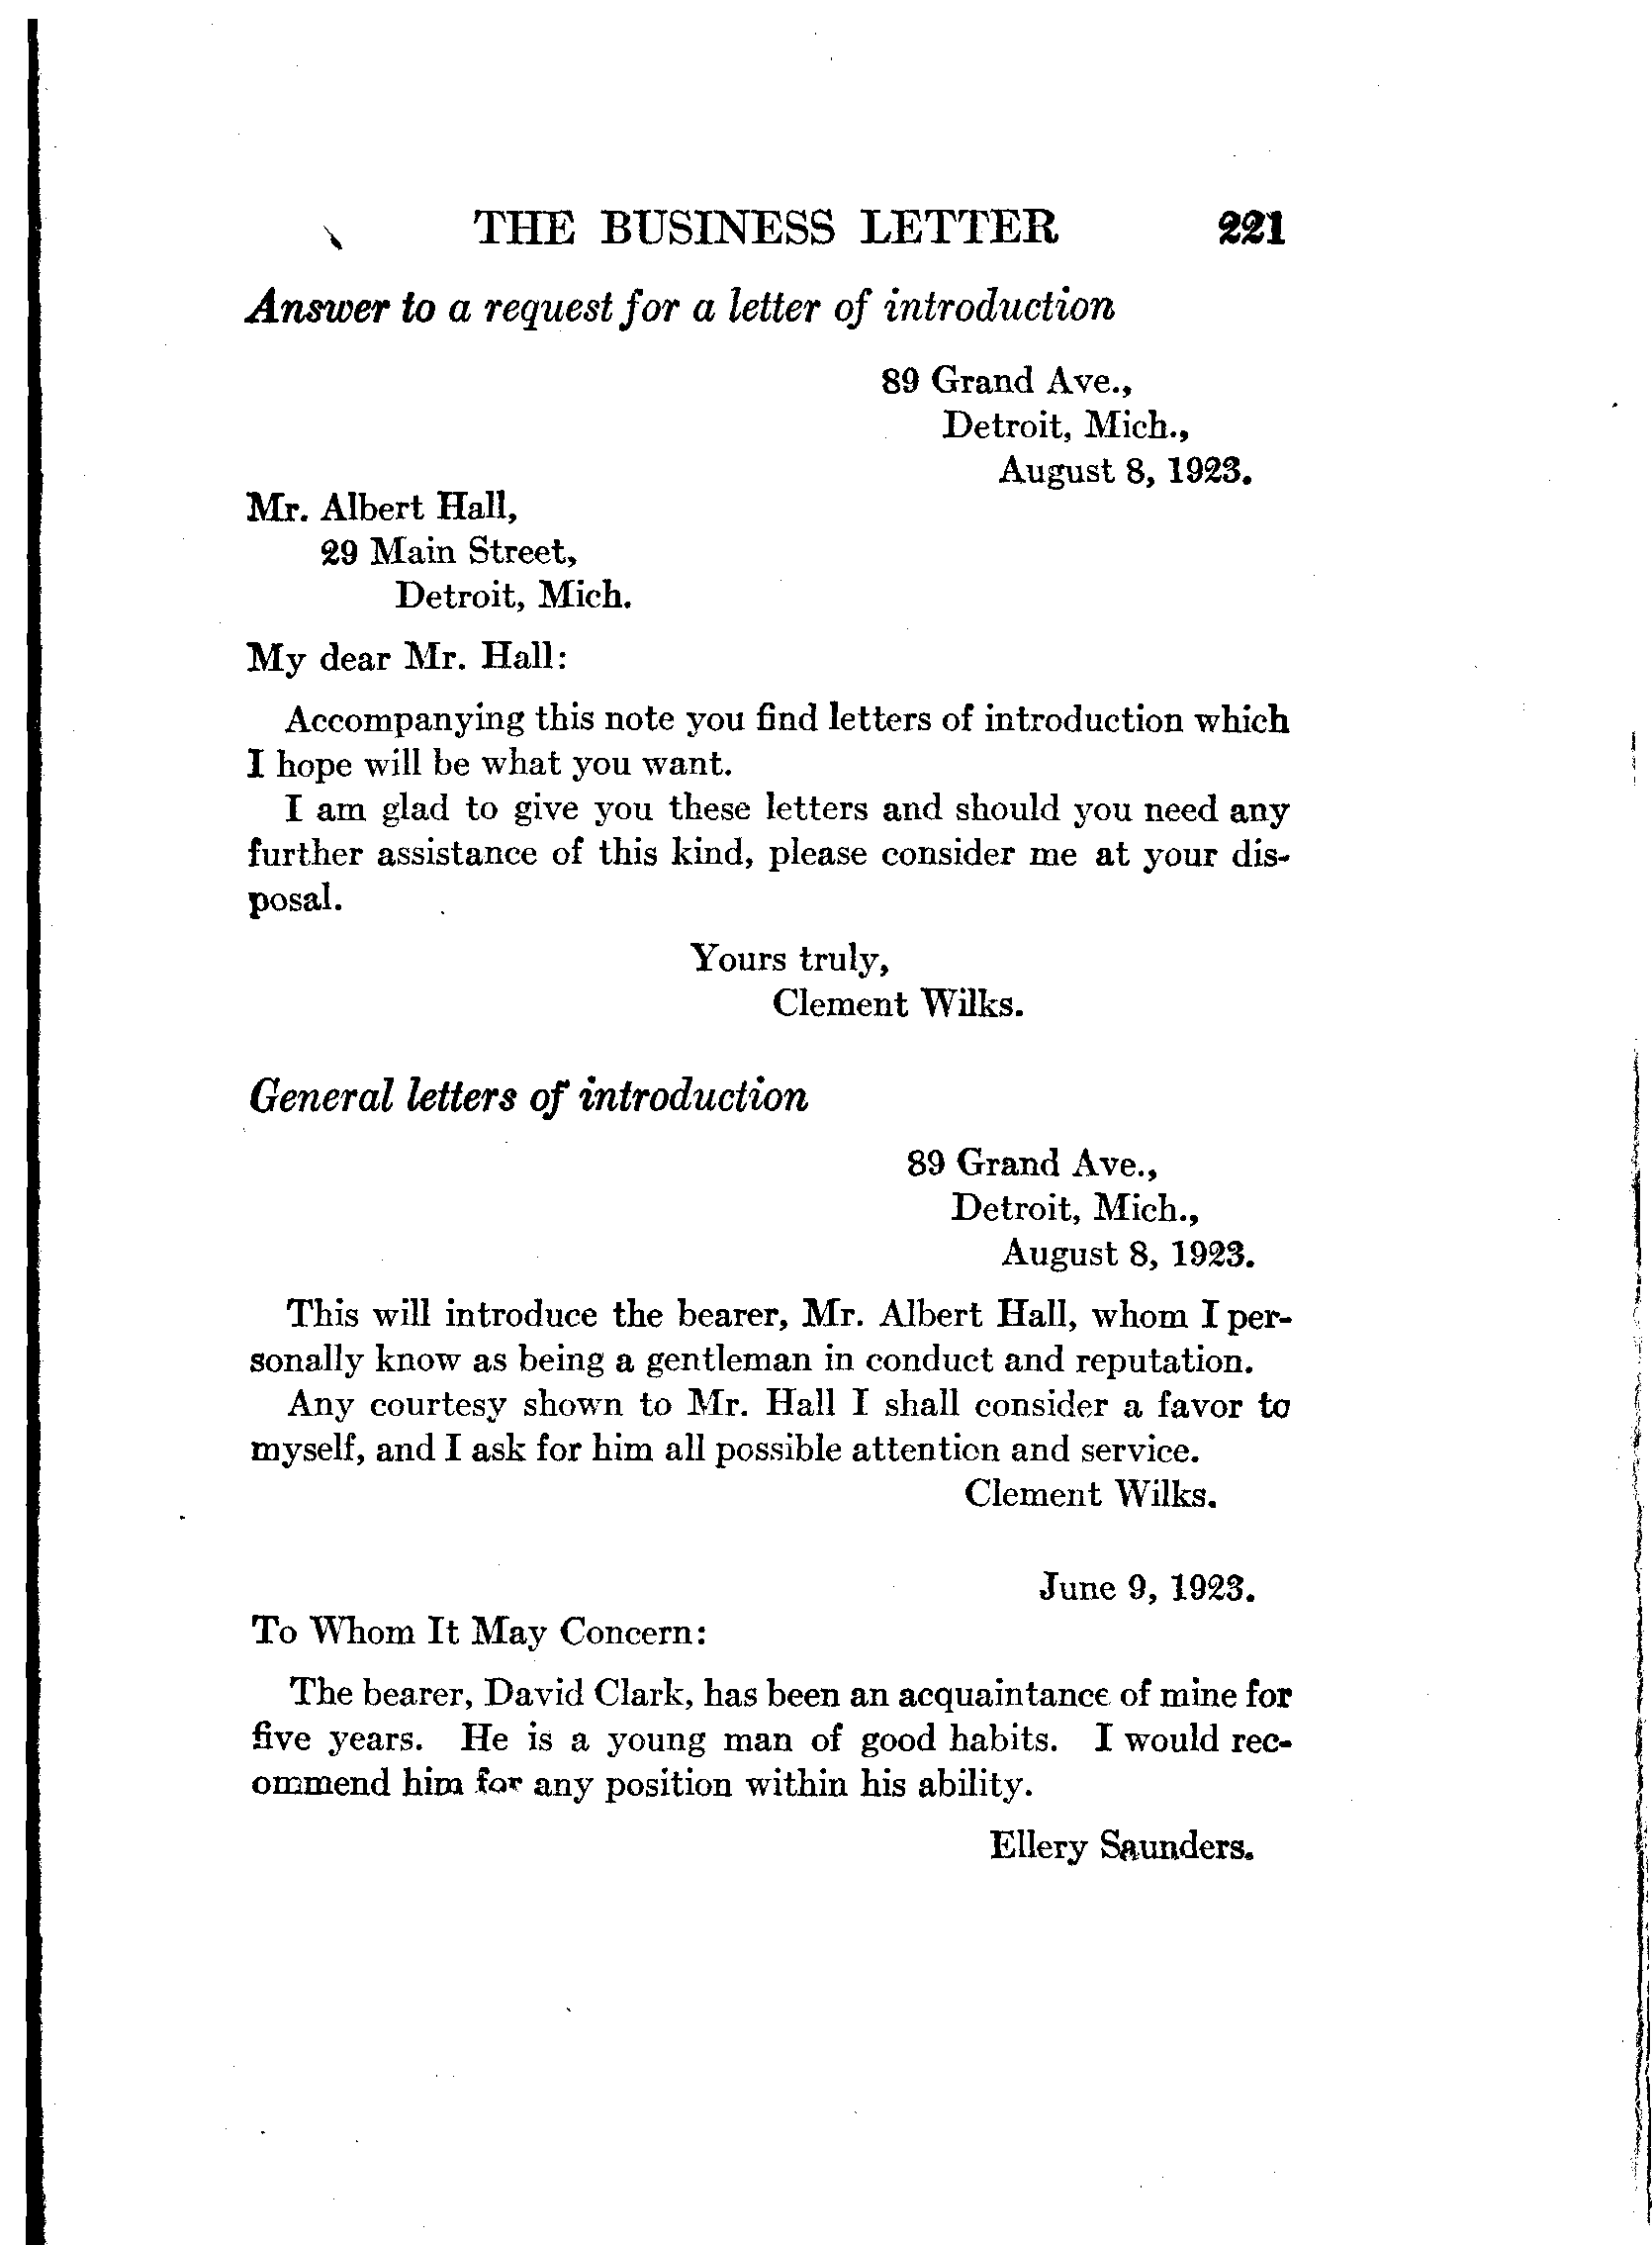 THE BUSINESS LETTER 221
Answer to a request for a letter of introduction
89 Grand Ave.,
Detroit, Mich.,
August 8, 1923.
Mr. Albert Hall,
29 Main Street,
Detroit, Mich.
My dear Mr. Hall:
Accompanying this note you find letters of introduction which
I hope will be what you want.
I am glad to give you these letters and should you need any
further assistance of this kind, please consider me at your dis-
posal.
Yours truly,
Clement Wilks.
General letters of introduction
89 Grand Ave.,
Detroit, Mich.,
August 8, 1923.
This will introduce the bearer, Mr. Albert Hall, whom I per-
sonally know as being a gentleman in conduct and reputation.
Any courtesy shown to Mr. Hall I shall consider a favor to
myself, and I ask for him all possible attention and service.
Clement Wilks.
June 9, 1923.
To Whom It May Concern:
The bearer, David Clark, has been an acquaintance of mine for
five years. He is a young man of good habits. I would rec-
ommend him for any position within his ability.
Ellery Saunders.